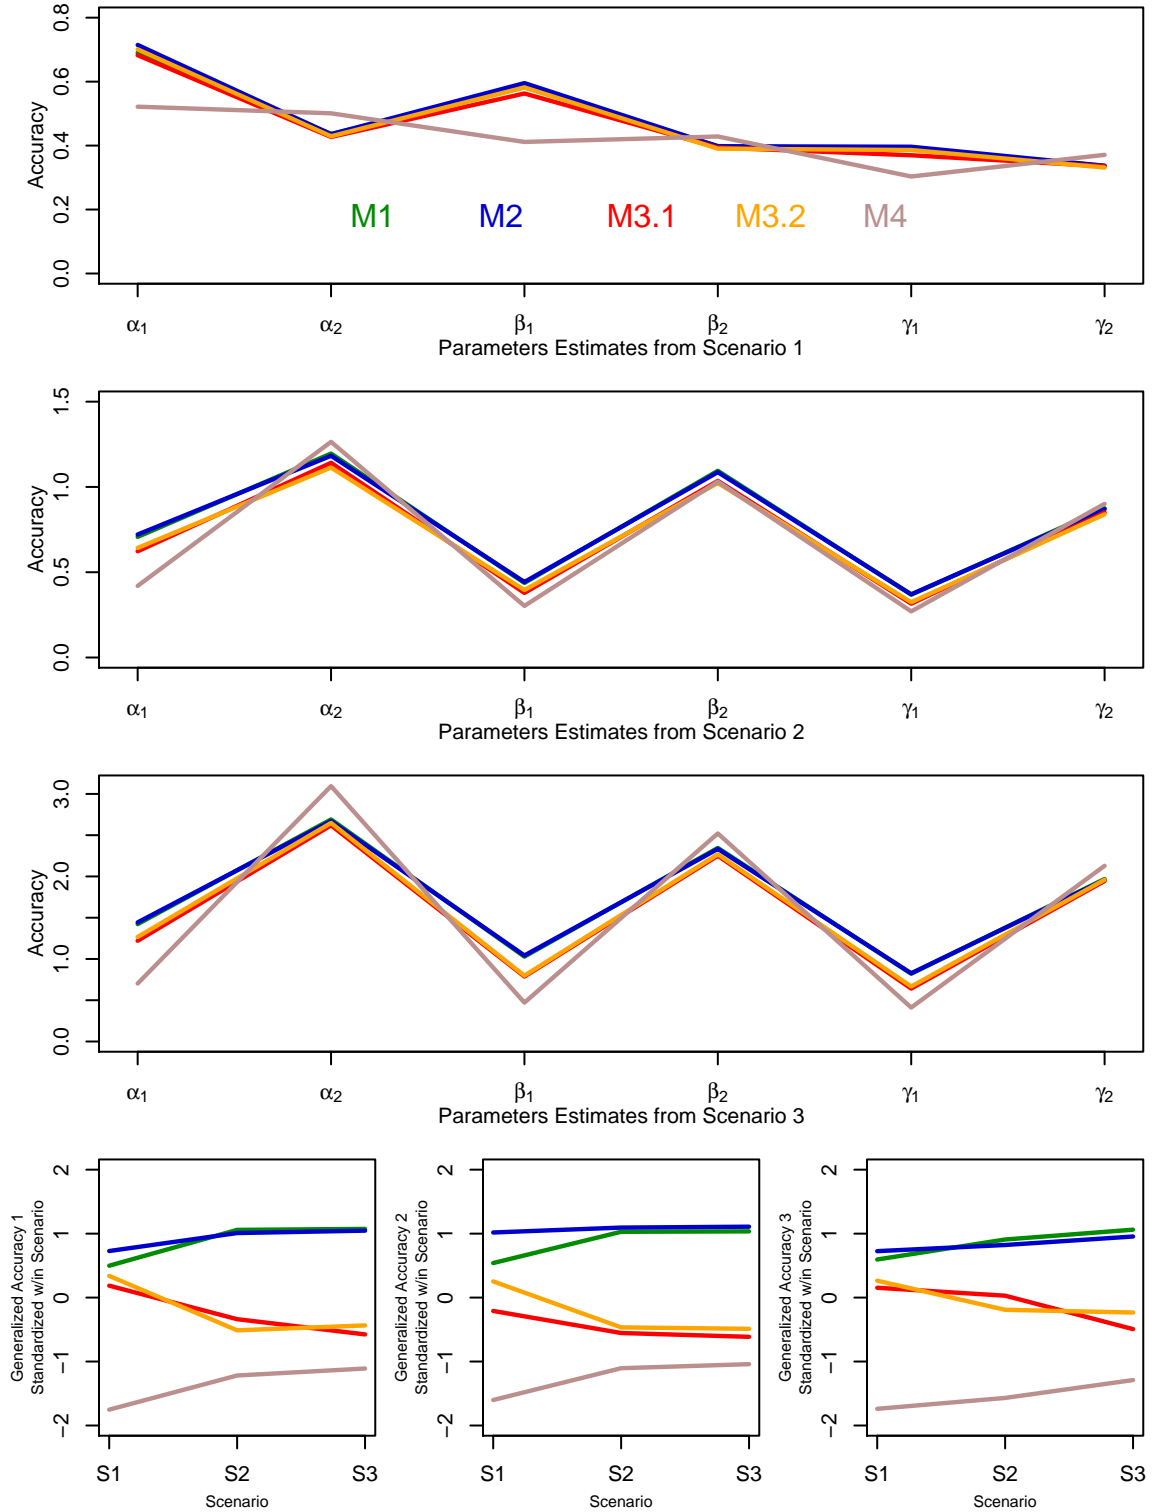 0.8
0.6
0.4
0.2
0.0
Accuracy
M1 M2 M3.1 M3.2 M4
α1 α2 β1 β2 γ1 γ2
Parameters Estimates from Scenario 1
1.5
1.0
0.5
0.0
Accuracy
α1 α2 β1 β2 γ1 γ2
Parameters Estimates from Scenario 2
3.0
2.0
1.0
0.0
Accuracy
α1 α2 β1 β2 γ1 γ2
Parameters Estimates from Scenario 3
Generalized Accuracy 1
Standardized w/in Scenario
2
1
0
−1
−2
S1 S2 S3
Scenario
Generalized Accuracy 2
Standardized w/in Scenario
2
1
0
−1
−2
S1 S2 S3
Scenario
Generalized Accuracy 3
Standardized w/in Scenario
2
1
0
−1
−2
S1 S2 S3
Scenario